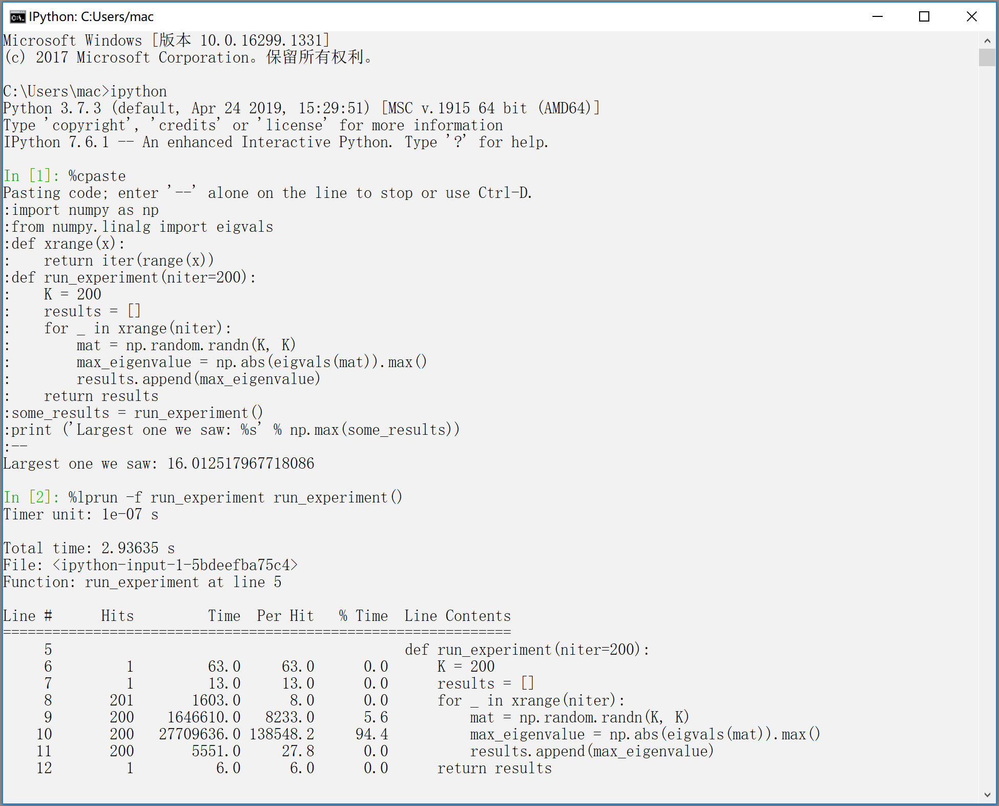 IPython: C:Users/mac
Microsoft Windows [版本 10.0.16299.1331]
(c) 2017 Microsoft Corporation。保留所有权利。
C:\Users\mac>ipython
Python 3.7.3 (default, Apr 24 2019, 15:29:51) [MSC v.1915 64 bit (AMD64)]
Type 'copyright', 'credits' or 'license' for more information
IPython 7.6.1 -- An enhanced Interactive Python. Type '?' for help.
In [1]: %cpaste
Pasting code; enter '--' alone on the line to stop or use Ctrl-D.
:import numpy as np
:from numpy.linalg import eigvals
:def xrange(x):
:    return iter(range(x))
:def run_experiment(niter=200):
:    K = 200
:    results = []
:    for _ in xrange(niter):
:        mat = np.random.randn(K, K)
:        max_eigenvalue = np.abs(eigvals(mat)).max()
:        results.append(max_eigenvalue)
:    return results
:some_results = run_experiment()
:print ('Largest one we saw: %s' % np.max(some_results))
:--
Largest one we saw: 16.012517967718086
In [2]: %lprun -f run_experiment run_experiment()
Timer unit: 1e-07 s
Total time: 2.93635 s
File: <ipython-input-1-5bdeefba75c4>
Function: run_experiment at line 5
Line #      Hits         Time  Per Hit   % Time  Line Contents
==============================================================
     5                                           def run_experiment(niter=200):
     6         1         63.0     63.0      0.0      K = 200
     7         1         13.0     13.0      0.0      results = []
     8       201       1603.0      8.0      0.0      for _ in xrange(niter):
     9       200    1646610.0   8233.0      5.6          mat = np.random.randn(K, K)
    10       200   27709636.0 138548.2     94.4          max_eigenvalue = np.abs(eigvals(mat)).max()
    11       200       5551.0     27.8      0.0          results.append(max_eigenvalue)
    12         1          6.0      6.0      0.0      return results